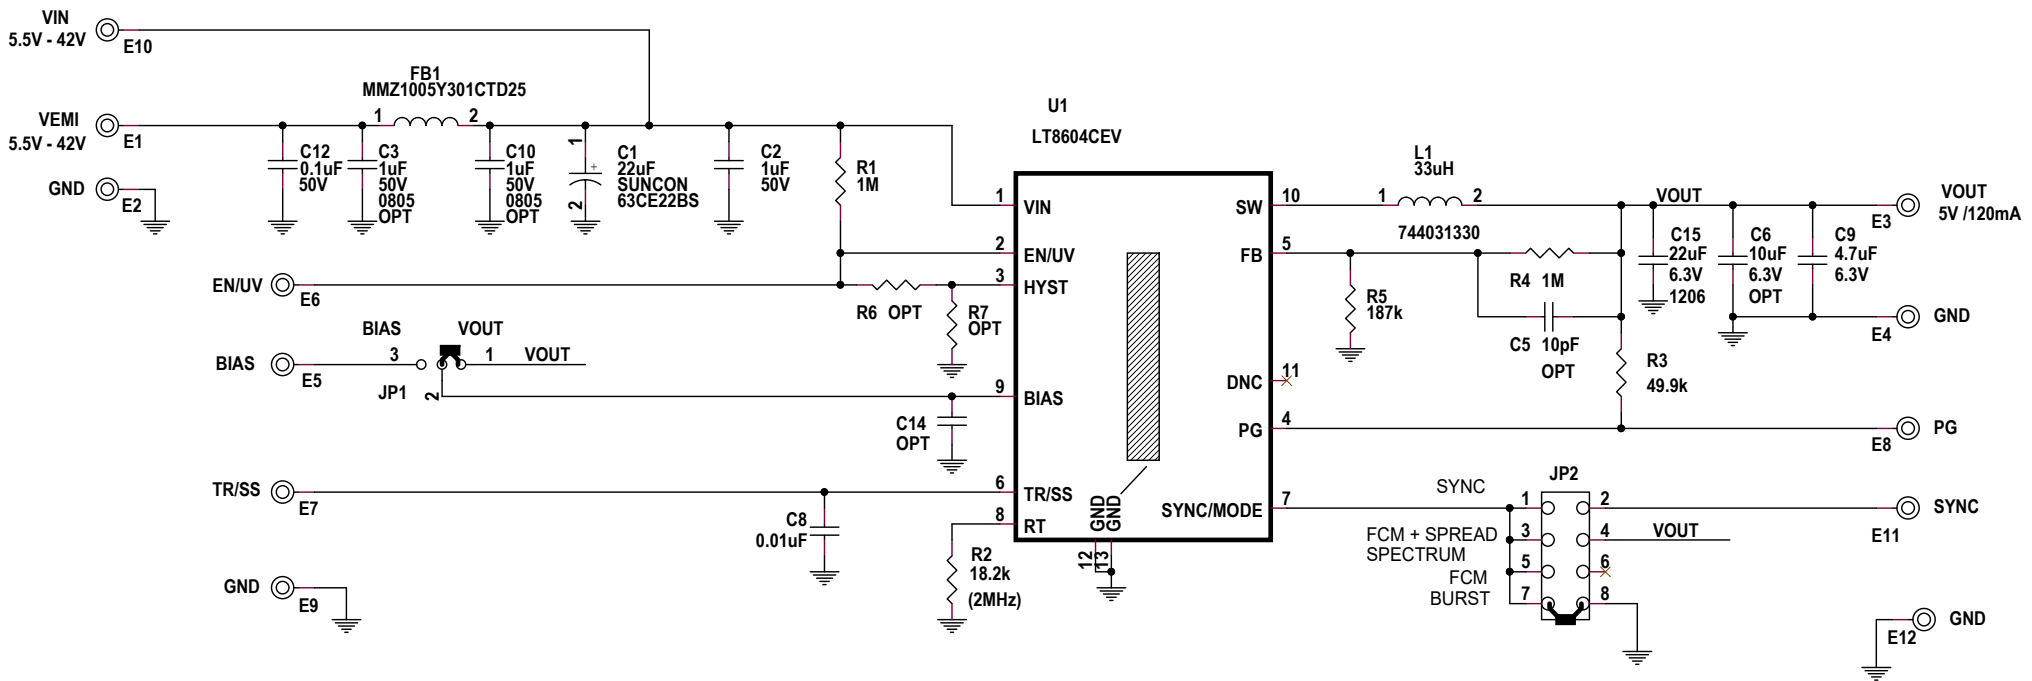 VIN
5.5V - 42V
E10
FB1
MMZ1005Y301CTD25
VEMI
5.5V - 42V
E1
1
2
GND
E2
C12
0.1uF
50V
C3
1uF
50V
0805
OPT
C10
1uF
50V
0805
OPT
1
+
2
C1
22uF
SUNCON
63CE22BS
C2
1uF
50V
R1
1M
EN/UV
E6
R6 OPT
R7
OPT
BIAS
E5
BIAS
VOUT
3
1
VOUT
JP1
2
C14
OPT
TR/SS
E7
C8
0.01uF
R2
18.2k
(2MHz)
GND
E9
U1
LT8604CEV
1
VIN
2
EN/UV
3
HYST
9
BIAS
6
TR/SS
8
RT
GND
GND
12
13
SW
10
FB
5
DNC
11
PG
4
SYNC/MODE
7
L1
33uH
1
2
744031330
VOUT
E3
VOUT
5V /120mA
R5
187k
R4 1M
C5 10pF
OPT
C15
22uF
6.3V
1206
C6
10uF
6.3V
OPT
C9
4.7uF
6.3V
E4
GND
R3
49.9k
E8
PG
JP2
SYNC
1
2
E11
SYNC
FCM + SPREAD
SPECTRUM
3
4
VOUT
FCM
5
6
BURST
7
8
E12
GND